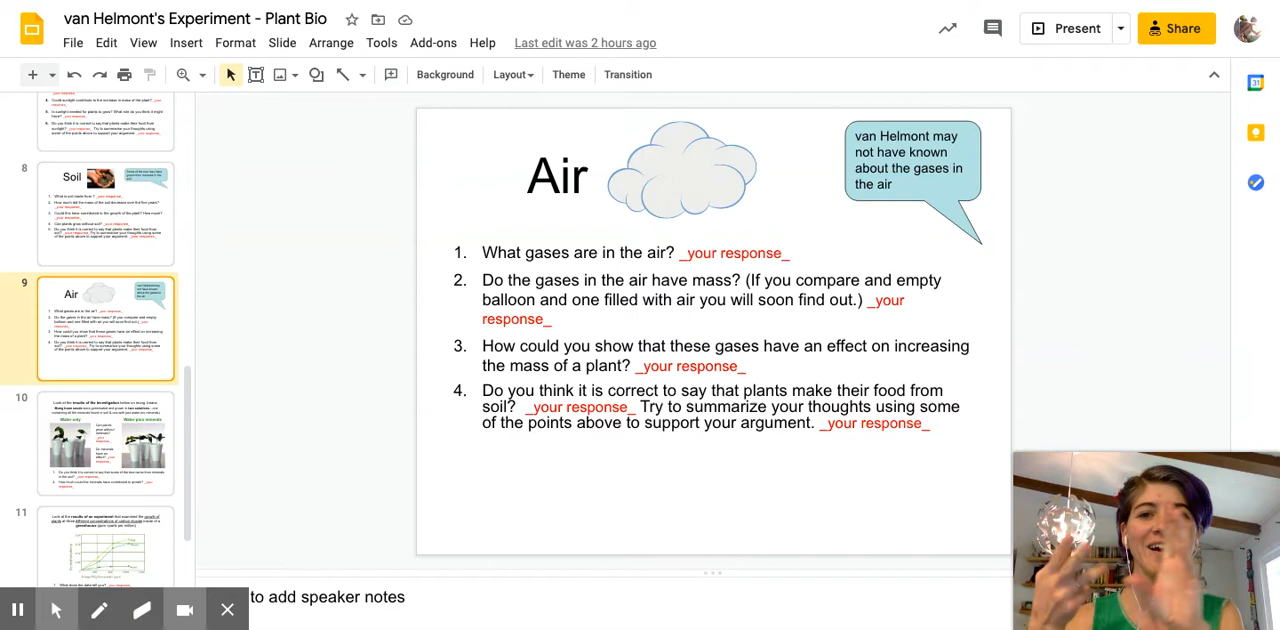 van Helmont's Experiment - Plant Bio
File Edit View Insert Format Slide Arrange Tools Add-ons Help Last edit was 2 hours ago
Present
Share
Background Layout Theme Transition
8
Soil
9
Air
10
11
Air
van Helmont may
not have known
about the gases in
the air
1. What gases are in the air? _your response_
2. Do the gases in the air have mass? (If you compare and empty
balloon and one filled with air you will soon find out.) _your
response_
3. How could you show that these gases have an effect on increasing
the mass of a plant? _your response_
4. Do you think it is correct to say that plants make their food from
soil? _your response_ Try to summarize your thoughts using some
of the points above to support your argument. _your response_
to add speaker notes
31